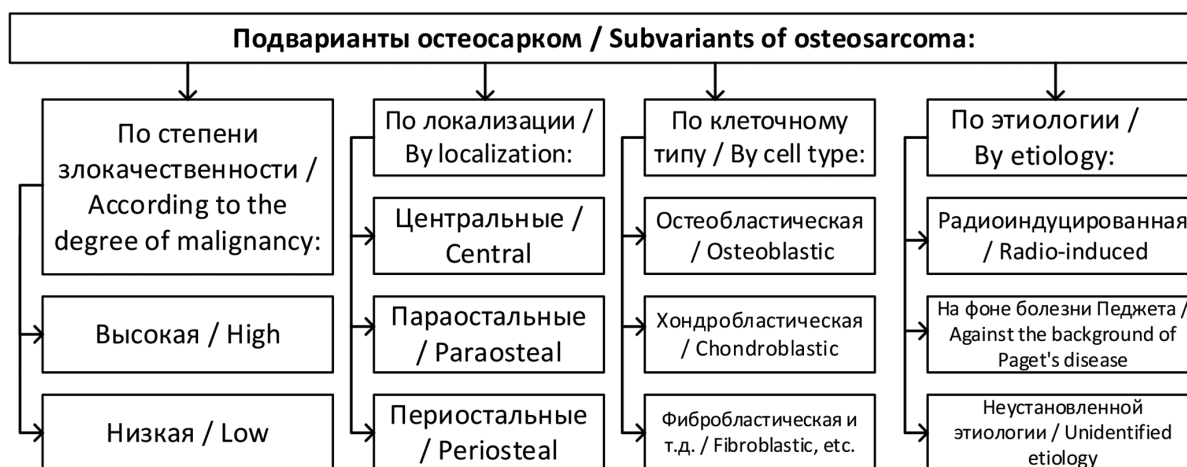 Подварианты остеосарком / Subvariants of osteosarcoma:
По степени
злокачественности /
According to the
degree of malignancy:
Высокая / High
Низкая / Low
По локализации /
By localization:
Центральные /
Central
Параостальные
/ Paraosteal
Периостальные
/ Periosteal
По клеточному
типу / By cell type:
Остеобластическая
/ Osteoblastic
Хондробластическая
/ Chondroblastic
Фибробластическая и
т.д. / Fibroblastic, etc.
По этиологии /
By etiology:
Радиоиндуцированная
/ Radio-induced
На фоне болезни Педжета /
Against the background of
Paget's disease
Неустановленной
этиологии / Unidentified
etiology